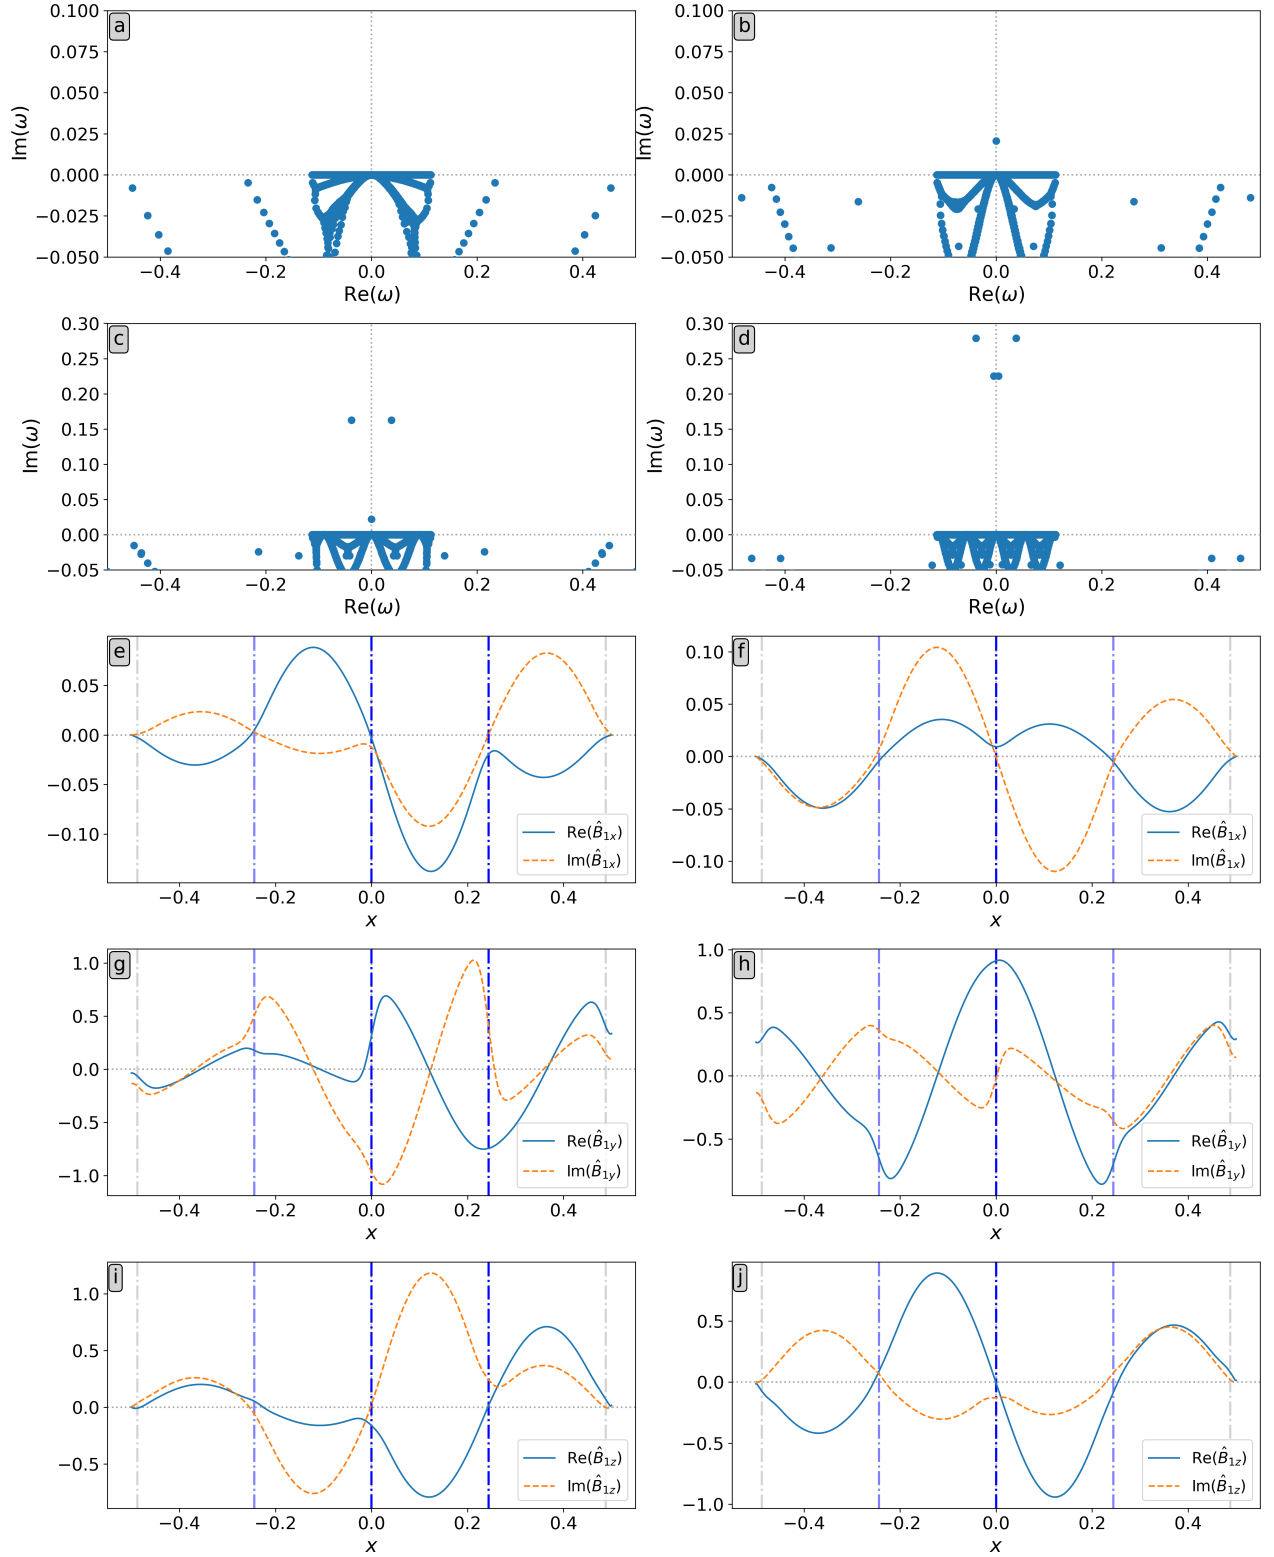 a
0.100
0.075
0.050
0.025
0.000
−0.025
−0.050
Im(ω)
−0.4 −0.2 0.0 0.2 0.4
Re(ω)
b
0.100
0.075
0.050
0.025
0.000
−0.025
−0.050
Im(ω)
−0.4 −0.2 0.0 0.2 0.4
Re(ω)
c
0.30
0.25
0.20
0.15
0.10
0.05
0.00
−0.05
Im(ω)
−0.4 −0.2 0.0 0.2 0.4
Re(ω)
d
0.30
0.25
0.20
0.15
0.10
0.05
0.00
−0.05
Im(ω)
−0.4 −0.2 0.0 0.2 0.4
Re(ω)
e
0.05
0.00
−0.05
−0.10
Re(B̂₁ₓ)
Im(B̂₁ₓ)
−0.4 −0.2 0.0 0.2 0.4
x
f
0.10
0.05
0.00
−0.05
−0.10
Re(B̂₁ₓ)
Im(B̂₁ₓ)
−0.4 −0.2 0.0 0.2 0.4
x
g
1.0
0.5
0.0
−0.5
−1.0
Re(B̂_{1y})
Im(B̂_{1y})
−0.4 −0.2 0.0 0.2 0.4
x
h
1.0
0.5
0.0
−0.5
Re(B̂_{1y})
Im(B̂_{1y})
−0.4 −0.2 0.0 0.2 0.4
x
i
1.0
0.5
0.0
−0.5
Re(B̂_{1z})
Im(B̂_{1z})
−0.4 −0.2 0.0 0.2 0.4
x
j
0.5
0.0
−0.5
−1.0
Re(B̂_{1z})
Im(B̂_{1z})
−0.4 −0.2 0.0 0.2 0.4
x